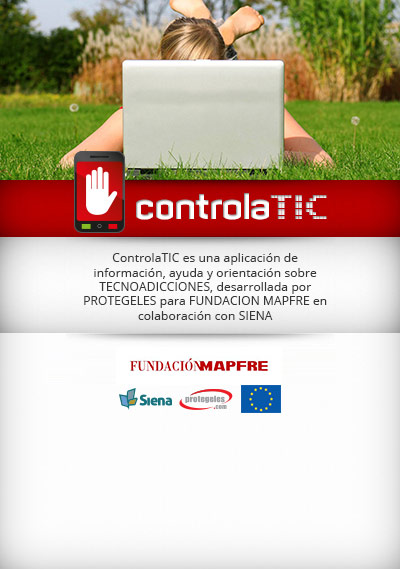 controlaTIC
ControlaTIC es una aplicación de
información, ayuda y orientación sobre
TECNOADICCIONES, desarrollada por
PROTEGELES para FUNDACION MAPFRE en
colaboración con SIENA
FUNDACIÓNMAPFRE
Siena
protegeles
.com